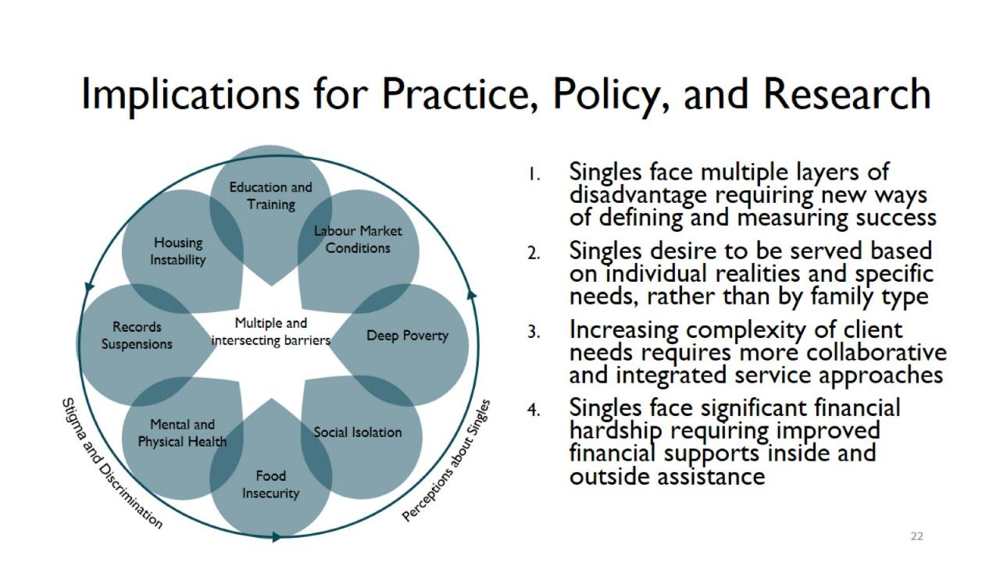 Implications for Practice, Policy, and Research
Education and
Training
Labour Market
Conditions
Housing
Instability
Records
Suspensions
Multiple and
intersecting barriers
Deep Poverty
Mental and
Physical Health
Social Isolation
Food
Insecurity
Stigma and Discrimination
Perceptions about Singles
1. Singles face multiple layers of
disadvantage requiring new ways
of defining and measuring success
2. Singles desire to be served based
on individual realities and specific
needs, rather than by family type
3. Increasing complexity of client
needs requires more collaborative
and integrated service approaches
4. Singles face significant financial
hardship requiring improved
financial supports inside and
outside assistance
22